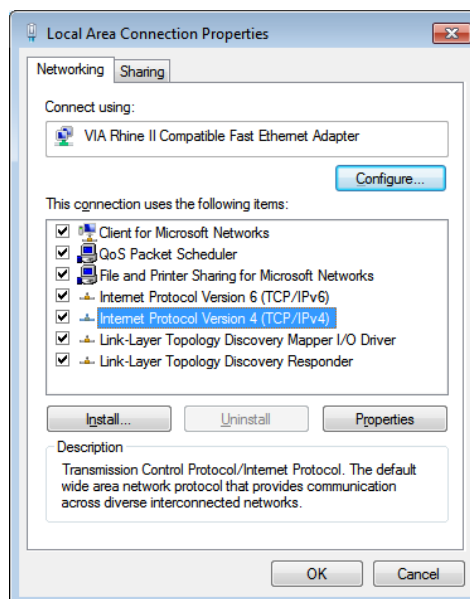 Local Area Connection Properties
Networking
Sharing
Connect using:
VIA Rhine II Compatible Fast Ethernet Adapter
Configure...
This connection uses the following items:
Client for Microsoft Networks
QoS Packet Scheduler
File and Printer Sharing for Microsoft Networks
Internet Protocol Version 6 (TCP/IPv6)
Internet Protocol Version 4 (TCP/IPv4)
Link-Layer Topology Discovery Mapper I/O Driver
Link-Layer Topology Discovery Responder
Install...
Uninstall
Properties
Description
Transmission Control Protocol/Internet Protocol. The default
wide area network protocol that provides communication
across diverse interconnected networks.
OK
Cancel